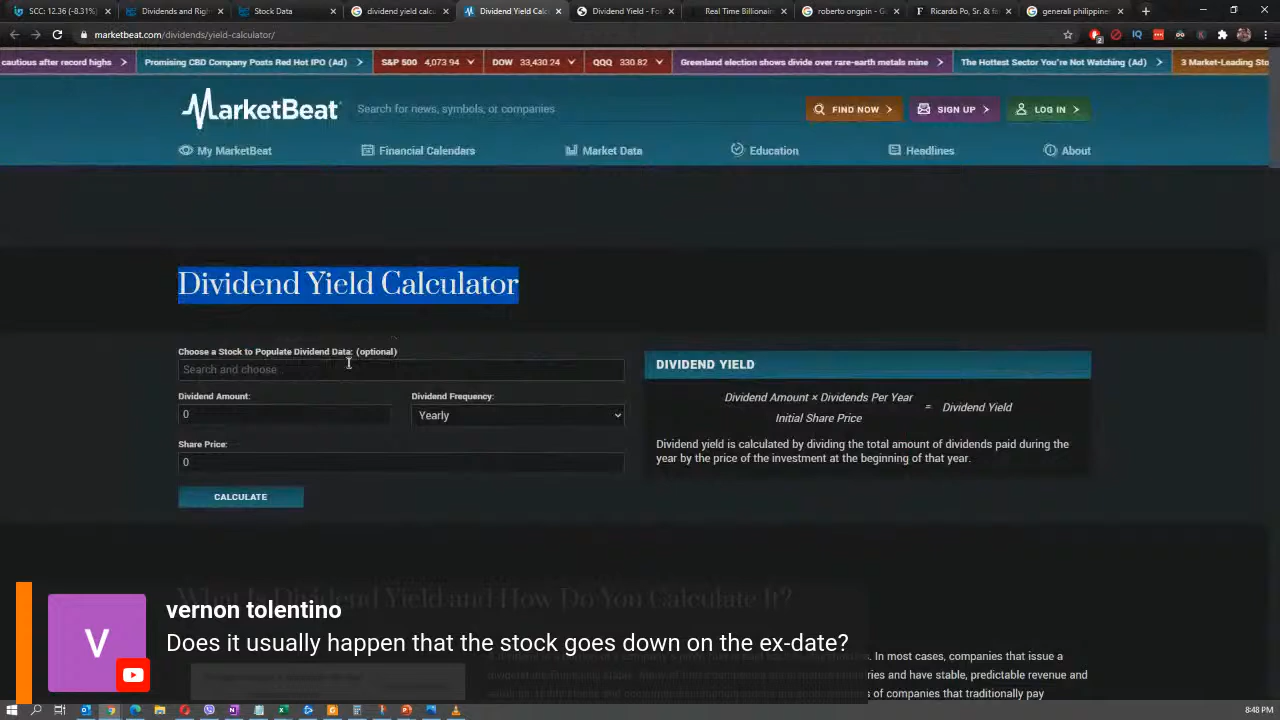 SCC: 12.36 (-8.31%)
Dividends and Rig
Stock Data
dividend yield calcu
Dividend Yield Calc
Dividend Yield - Fo
Real Time Billionair
roberto ongpin - G
Ricardo Po, Sr. & f
generali philippine
marketbeat.com/dividends/yield-calculator/
cautious after record highs
Promising CBD Company Posts Red Hot IPO (Ad)
S&P 500 4,073.94
DOW 33,430.24
QQQ 330.82
Greenland election shows divide over rare-earth metals mine
The Hottest Sector You're Not Watching (Ad)
3 Market-Leading Sto
MarketBeat
Search for news, symbols, or companies
FIND NOW
SIGN UP
LOG IN
My MarketBeat
Financial Calendars
Market Data
Education
Headlines
About
Dividend Yield Calculator
Choose a Stock to Populate Dividend Data: (optional)
Search and choose
Dividend Amount:
Dividend Frequency:
0
Yearly
Share Price:
0
CALCULATE
DIVIDEND YIELD
Dividend Amount × Dividends Per Year
Initial Share Price
= Dividend Yield
Dividend yield is calculated by dividing the total amount of dividends paid during the
year by the price of the investment at the beginning of that year.
What Is Dividend Yield and How Do You Calculate It?
vernon tolentino
Does it usually happen that the stock goes down on the ex-date?
V
. In most cases, companies that issue a
ries and have stable, predictable revenue and
s of companies that traditionally pay
8:48 PM